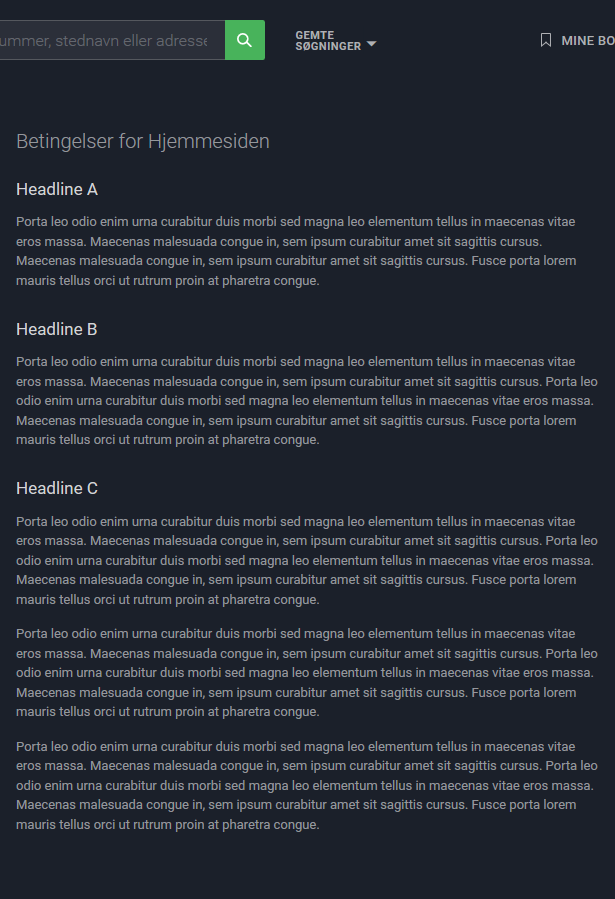 ummer, stednavn eller adresse
GEMTE
SØGNINGER
MINE BO
Betingelser for Hjemmesiden
Headline A
Porta leo odio enim urna curabitur duis morbi sed magna leo elementum tellus in maecenas vitae
eros massa. Maecenas malesuada congue in, sem ipsum curabitur amet sit sagittis cursus.
Maecenas malesuada congue in, sem ipsum curabitur amet sit sagittis cursus. Fusce porta lorem
mauris tellus orci ut rutrum proin at pharetra congue.
Headline B
Porta leo odio enim urna curabitur duis morbi sed magna leo elementum tellus in maecenas vitae
eros massa. Maecenas malesuada congue in, sem ipsum curabitur amet sit sagittis cursus. Porta leo
odio enim urna curabitur duis morbi sed magna leo elementum tellus in maecenas vitae eros massa.
Maecenas malesuada congue in, sem ipsum curabitur amet sit sagittis cursus. Fusce porta lorem
mauris tellus orci ut rutrum proin at pharetra congue.
Headline C
Porta leo odio enim urna curabitur duis morbi sed magna leo elementum tellus in maecenas vitae
eros massa. Maecenas malesuada congue in, sem ipsum curabitur amet sit sagittis cursus. Porta leo
odio enim urna curabitur duis morbi sed magna leo elementum tellus in maecenas vitae eros massa.
Maecenas malesuada congue in, sem ipsum curabitur amet sit sagittis cursus. Fusce porta lorem
mauris tellus orci ut rutrum proin at pharetra congue.
Porta leo odio enim urna curabitur duis morbi sed magna leo elementum tellus in maecenas vitae
eros massa. Maecenas malesuada congue in, sem ipsum curabitur amet sit sagittis cursus. Porta leo
odio enim urna curabitur duis morbi sed magna leo elementum tellus in maecenas vitae eros massa.
Maecenas malesuada congue in, sem ipsum curabitur amet sit sagittis cursus. Fusce porta lorem
mauris tellus orci ut rutrum proin at pharetra congue.
Porta leo odio enim urna curabitur duis morbi sed magna leo elementum tellus in maecenas vitae
eros massa. Maecenas malesuada congue in, sem ipsum curabitur amet sit sagittis cursus. Porta leo
odio enim urna curabitur duis morbi sed magna leo elementum tellus in maecenas vitae eros massa.
Maecenas malesuada congue in, sem ipsum curabitur amet sit sagittis cursus. Fusce porta lorem
mauris tellus orci ut rutrum proin at pharetra congue.